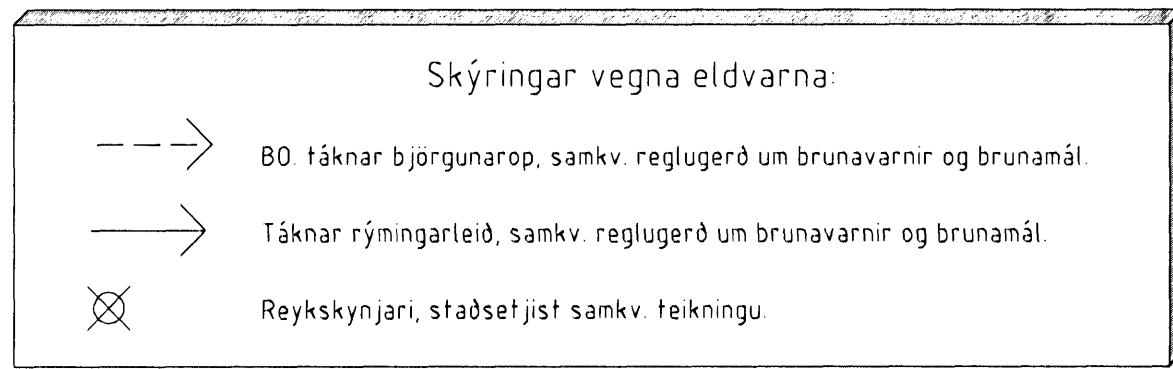 Skýringar vegna eldvarna:
BO. táknar björgunarop, samkv. reglugerð um brunavarnir og brunamál.
Táknar rýmingarleið, samkv. reglugerð um brunavarnir og brunamál.
Reykskynjari, staðsetjist samkv. teikningu.